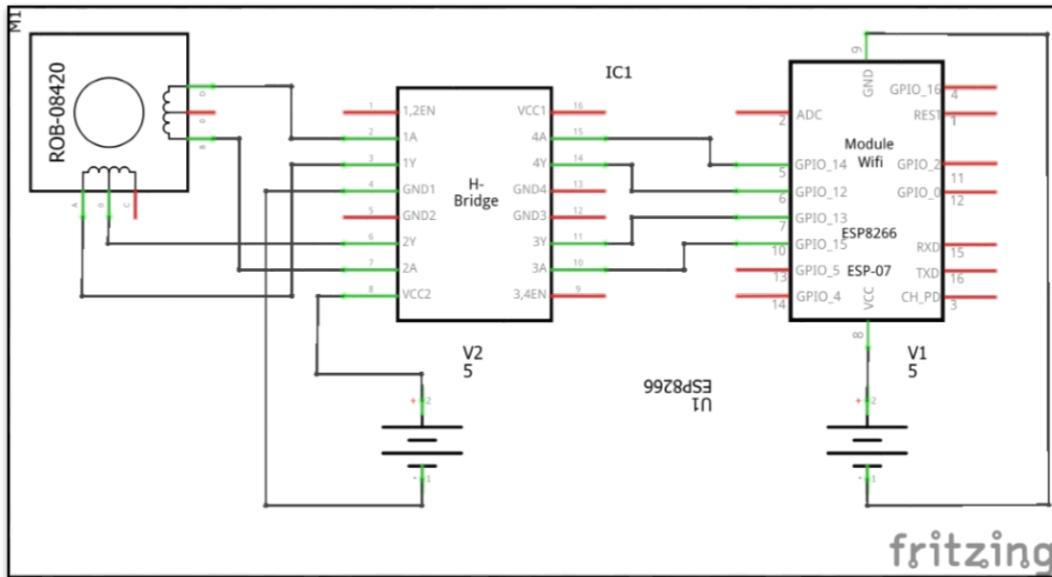 M1
ROB-08420
D
D
B
A
B
C
IC1
H-
Bridge
1 1,2EN
2 1A
3 1Y
4 GND1
5 GND2
6 2Y
7 2A
8 VCC2
VCC1 16
4A 15
4Y 14
GND4 13
GND3 12
3Y 11
3A 10
3,4EN 9
9
GND
2 ADC
5 GPIO_14
6 GPIO_12
7 GPIO_13
10 GPIO_15
13 GPIO_5
14 GPIO_4
Module
Wifi
ESP8266
ESP-07
GPIO_16 4
REST 1
GPIO_2 11
GPIO_0 12
RXD 15
TXD 16
CH_PD 3
VCC
8
V2
5
+ 2
- 1
U1
ESP8266
V1
5
+ 2
- 1
fritzing